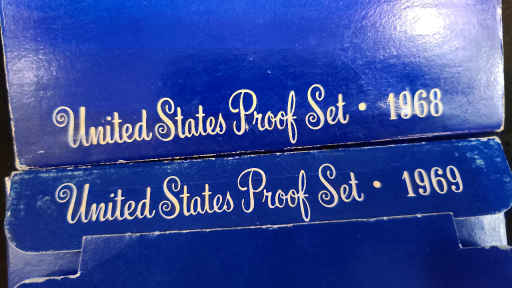 United States Proof Set • 1968
United States Proof Set • 1969